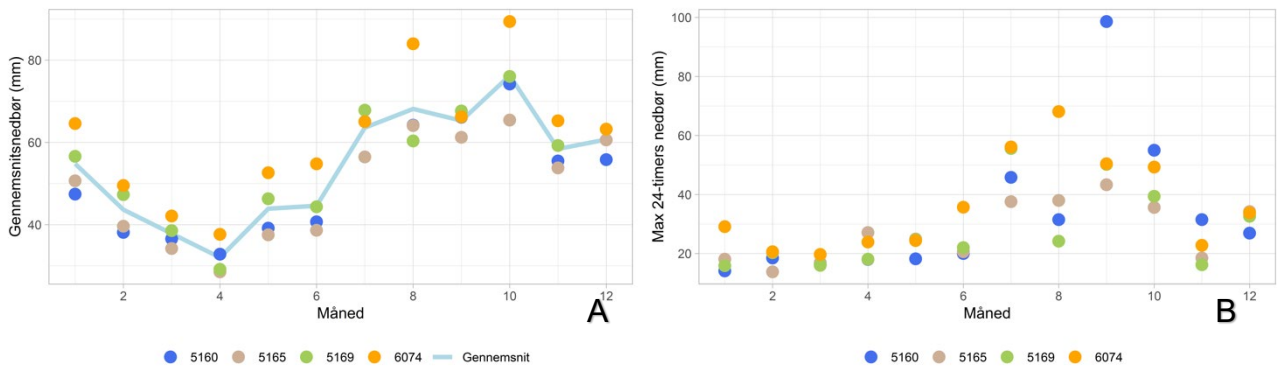 Gennemsnitsnedbør (mm)
80
60
40
2 4 6 8 10 12
Måned
A
5160 5165 5169 6074 Gennemsnit
Max 24-timers nedbør (mm)
100
80
60
40
20
2 4 6 8 10 12
Måned
B
5160 5165 5169 6074